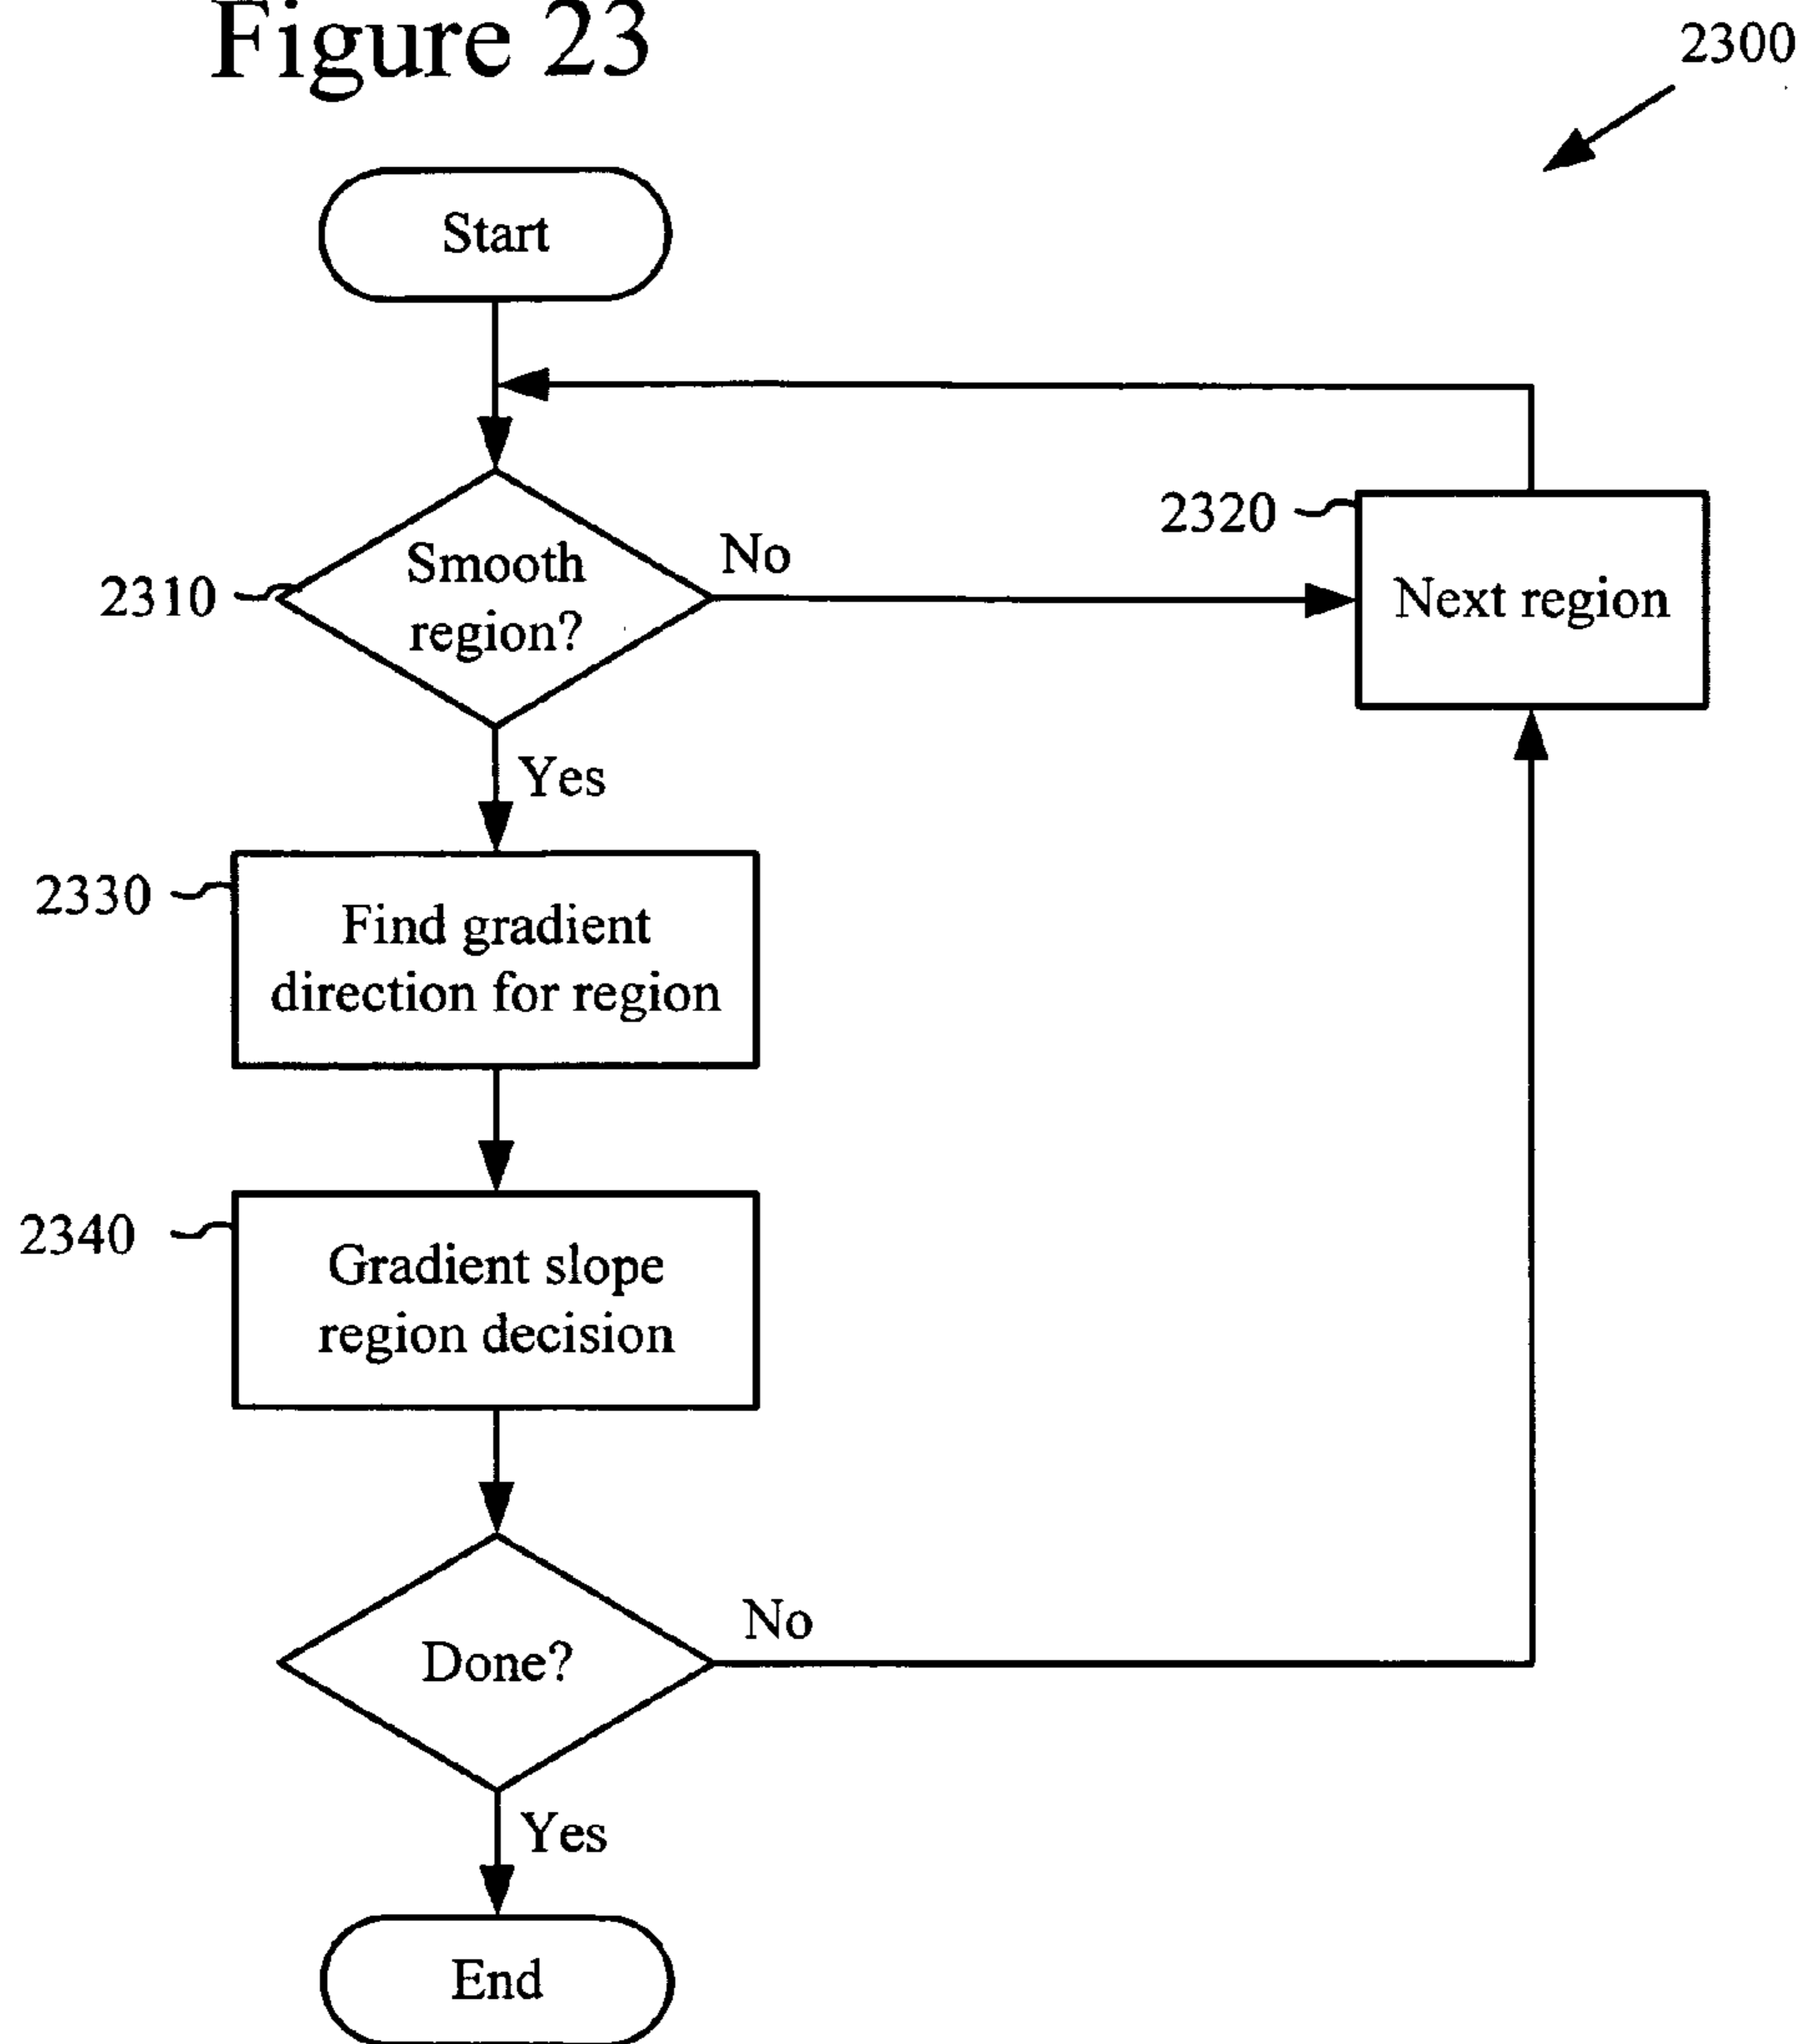 Figure 23
2300
Start
2310
Smooth
region?
No
2320
Next region
Yes
2330
Find gradient
direction for region
2340
Gradient slope
region decision
Done?
No
Yes
End